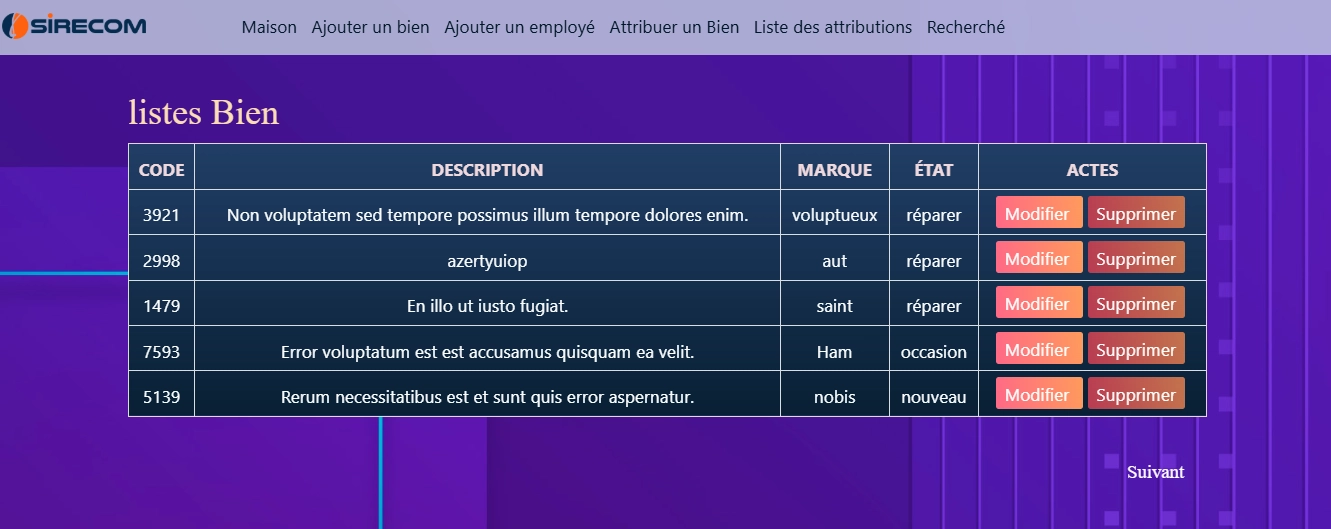 SIRECOM Maison Ajouter un bien Ajouter un employé Attribuer un Bien Liste des attributions Recherché
listes Bien
CODE DESCRIPTION MARQUE ÉTAT ACTES
3921 Non voluptatem sed tempore possimus illum tempore dolores enim. voluptueux réparer Modifier Supprimer
2998 azertyuiop aut réparer Modifier Supprimer
1479 En illo ut iusto fugiat. saint réparer Modifier Supprimer
7593 Error voluptatum est est accusamus quisquam ea velit. Ham occasion Modifier Supprimer
5139 Rerum necessitatibus est et sunt quis error aspernatur. nobis nouveau Modifier Supprimer
Suivant